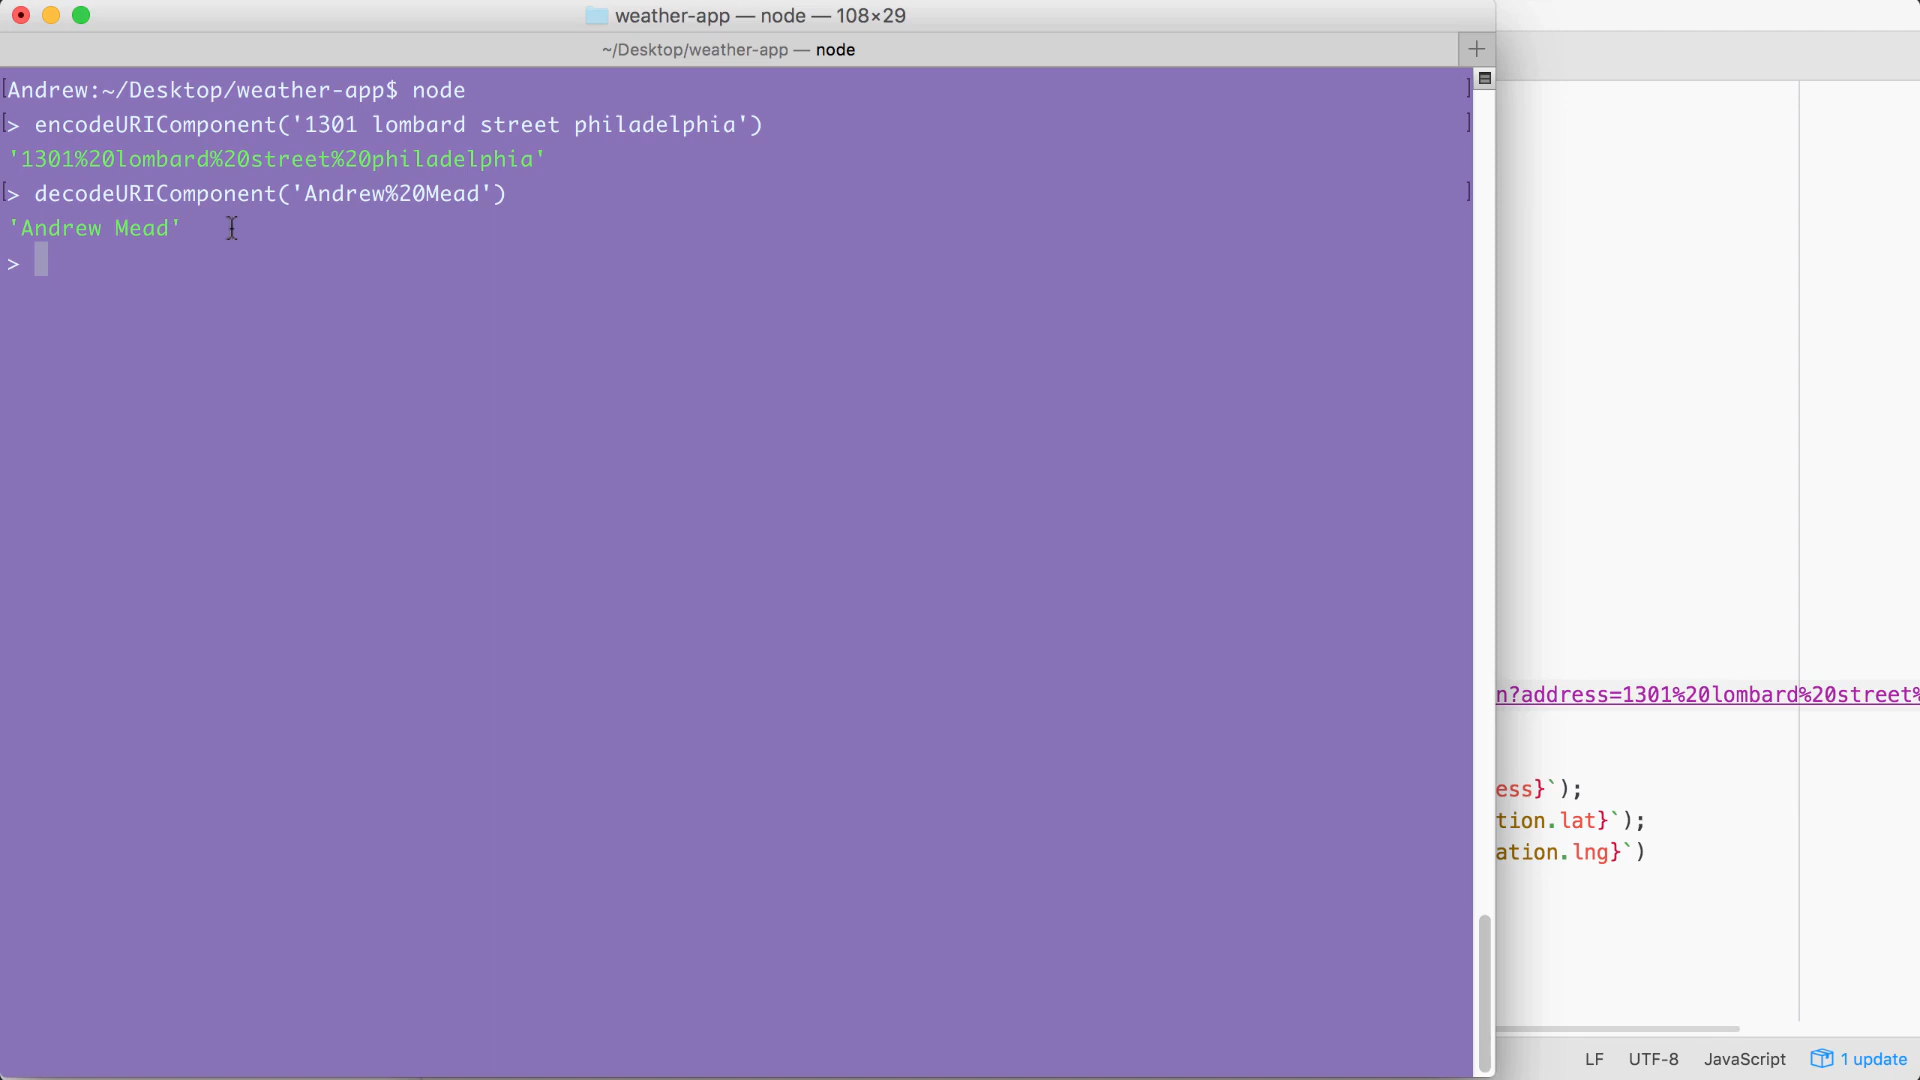 weather-app — node — 108×29
~/Desktop/weather-app — node
Andrew:~/Desktop/weather-app$ node
> encodeURIComponent('1301 lombard street philadelphia')
'1301%20lombard%20street%20philadelphia'
> decodeURIComponent('Andrew%20Mead')
'Andrew Mead'
>
n?address=1301%20lombard%20street%
ess}`);
tion.lat}`);
ation.lng}`)
LF UTF-8 JavaScript 1 update